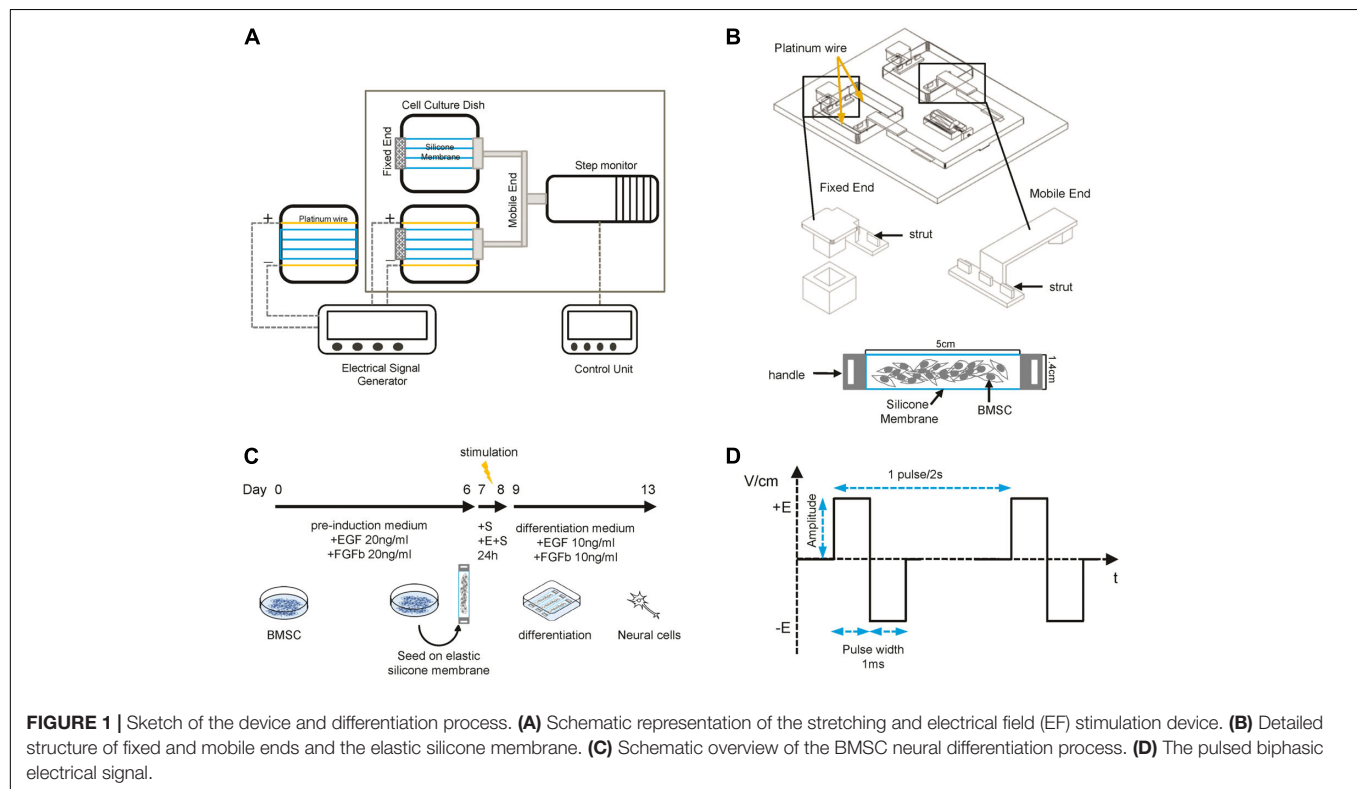 A
Cell Culture Dish
Fixed End
Silicone
Membrane
Mobile End
Step monitor
+
Platinum wire
−
+
−
Electrical Signal
Generator
Control Unit
B
Platinum wire
Fixed End
Mobile End
strut
strut
5cm
1.4cm
handle
Silicone
Membrane
BMSC
C
stimulation
Day 0 6 7 8 9 13
pre-induction medium
+EGF 20ng/ml
+FGFb 20ng/ml
+S
+E+S
24h
differentiation medium
+EGF 10ng/ml
+FGFb 10ng/ml
BMSC
Seed on elastic
silicone membrane
differentiation
Neural cells
D
V/cm
1 pulse/2s
+E
Amplitude
t
-E
Pulse width
1ms
FIGURE 1 | Sketch of the device and differentiation process. (A) Schematic representation of the stretching and electrical field (EF) stimulation device. (B) Detailed
structure of fixed and mobile ends and the elastic silicone membrane. (C) Schematic overview of the BMSC neural differentiation process. (D) The pulsed biphasic
electrical signal.